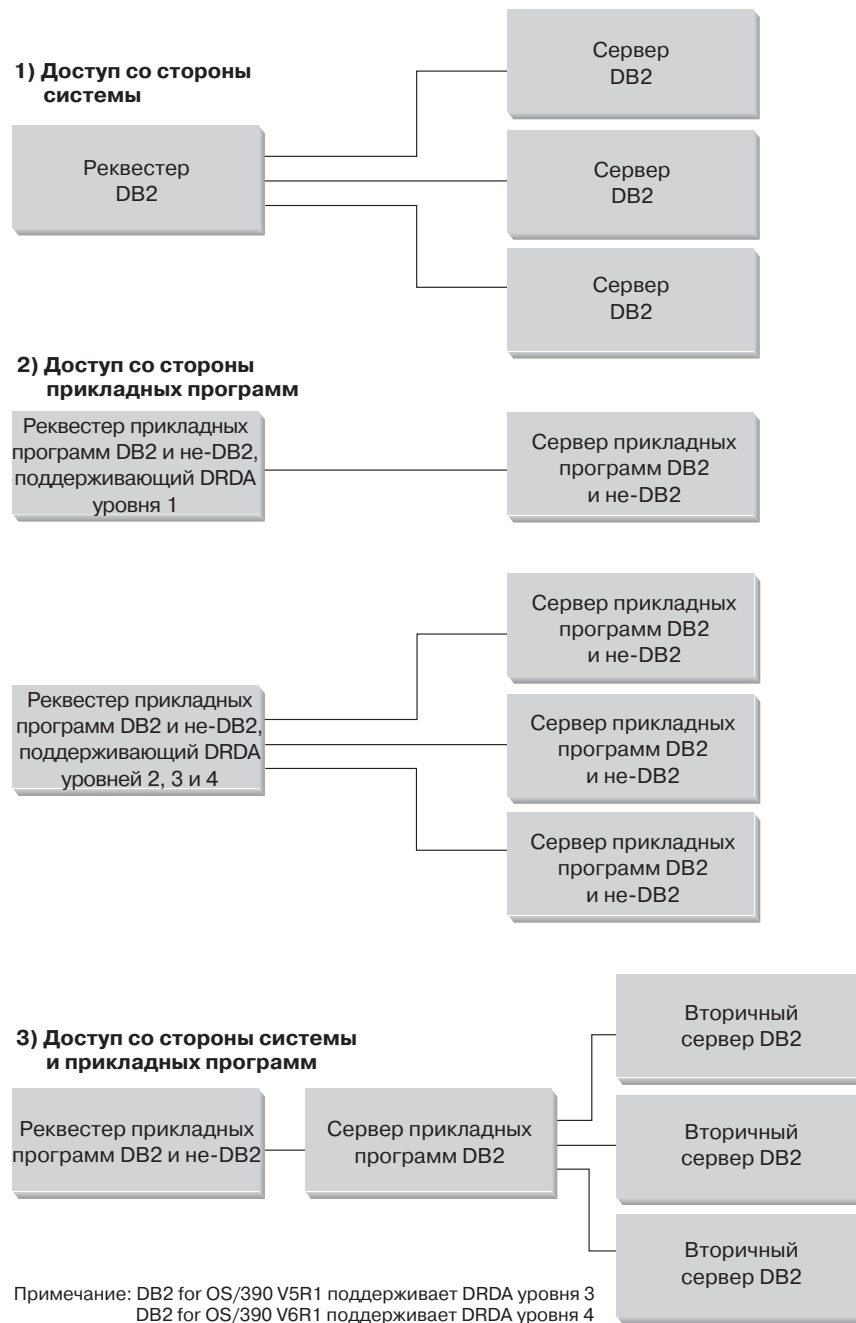 1) Доступ со стороны
системы
Реквестер
DB2
Сервер
DB2
Сервер
DB2
Сервер
DB2
2) Доступ со стороны
прикладных программ
Реквестер прикладных
программ DB2 и не-DB2,
поддерживающий DRDA
уровня 1
Сервер прикладных
программ DB2
и не-DB2
Реквестер прикладных
программ DB2 и не-DB2,
поддерживающий DRDA
уровней 2, 3 и 4
Сервер прикладных
программ DB2
и не-DB2
Сервер прикладных
программ DB2
и не-DB2
Сервер прикладных
программ DB2
и не-DB2
3) Доступ со стороны системы
и прикладных программ
Реквестер прикладных
программ DB2 и не-DB2
Сервер прикладных
программ DB2
Вторичный
сервер DB2
Вторичный
сервер DB2
Вторичный
сервер DB2
Примечание: DB2 for OS/390 V5R1 поддерживает DRDA уровня 3
DB2 for OS/390 V6R1 поддерживает DRDA уровня 4